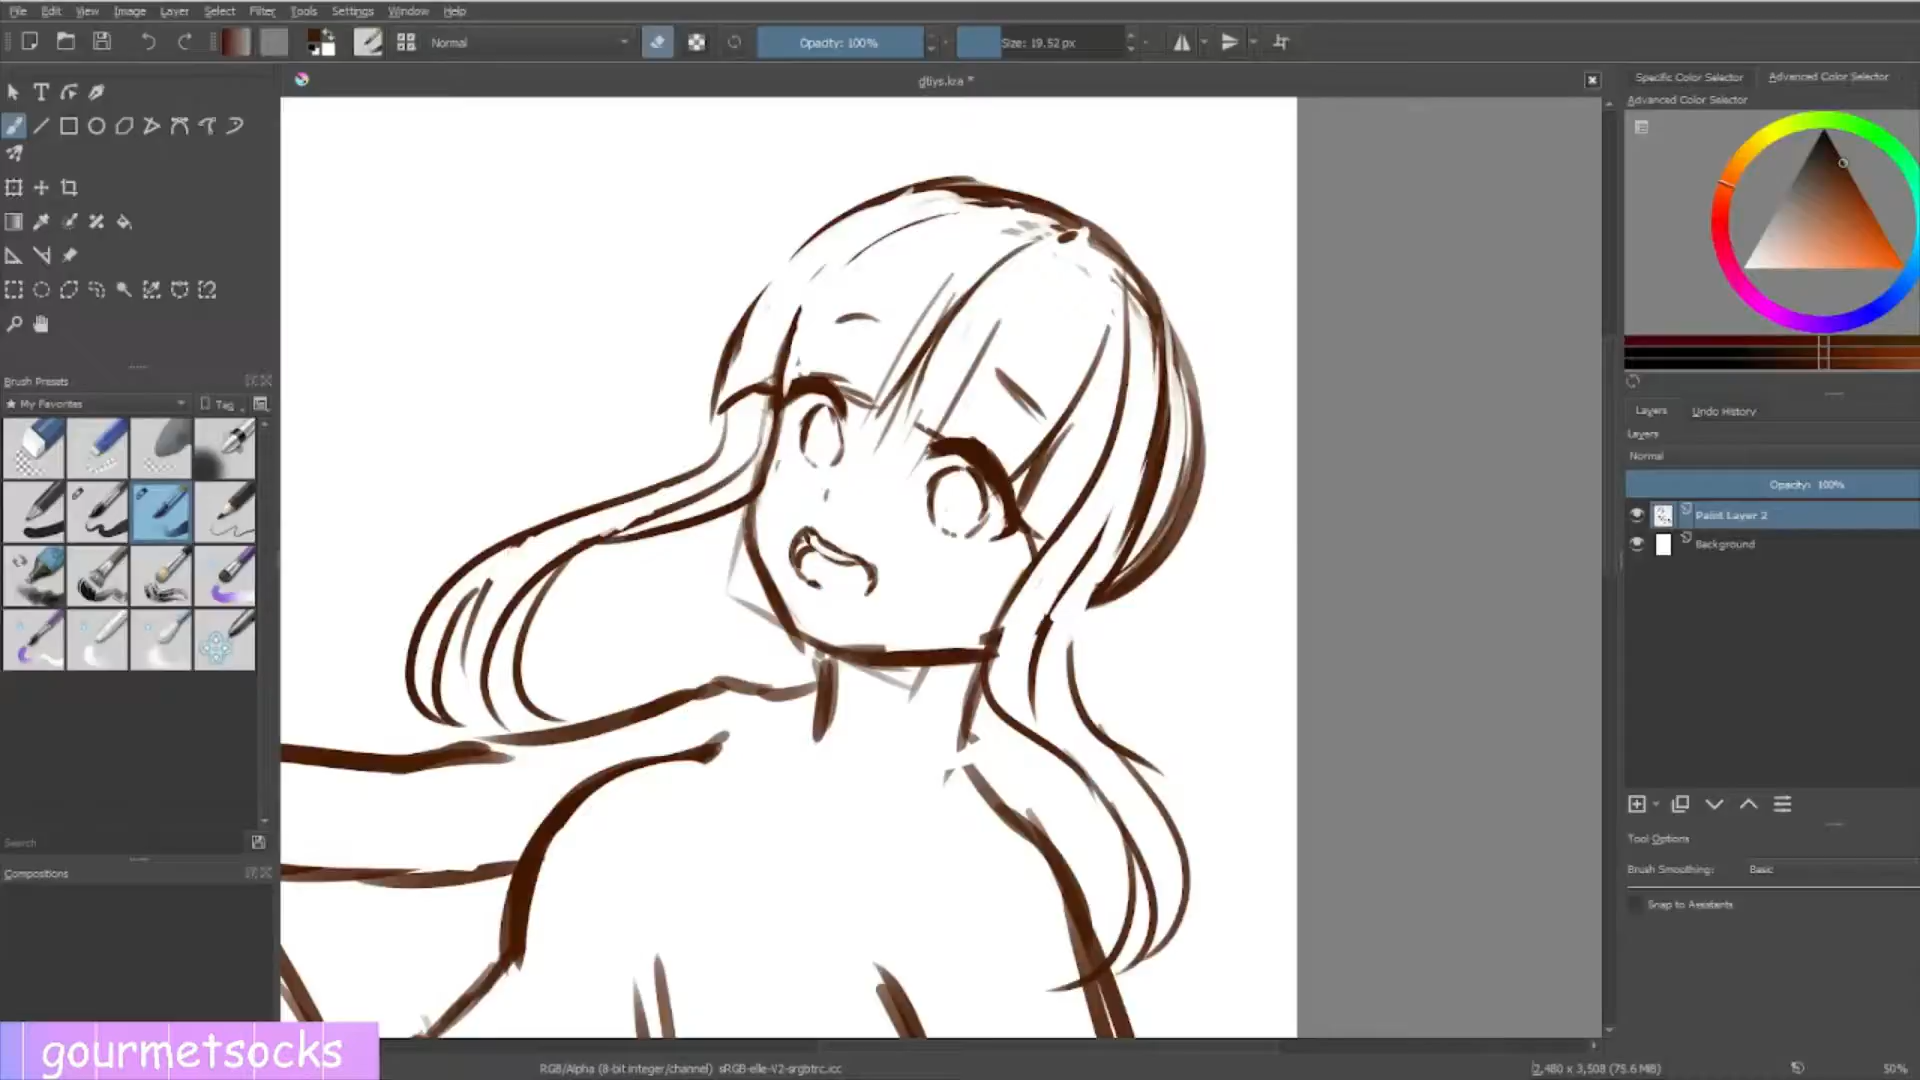 File Edit View Image Layer Select Filter Tools Settings Window Help
Normal
Opacity: 100%
Size: 19.52 px
dtiys.kra *
Specific Color Selector
Advanced Color Selector
Advanced Color Selector
Brush Presets
★ My Favorites
Tag
Search
Compositions
Layers
Undo History
Layers
Normal
Opacity: 100%
Paint Layer 2
Background
Tool Options
Brush Smoothing:
Basic
Snap to Assistants
gourmetsocks
RGB/Alpha (8-bit integer/channel) sRGB-elle-V2-srgbtrc.icc
2,480 x 3,508 (75.6 MiB)
50%